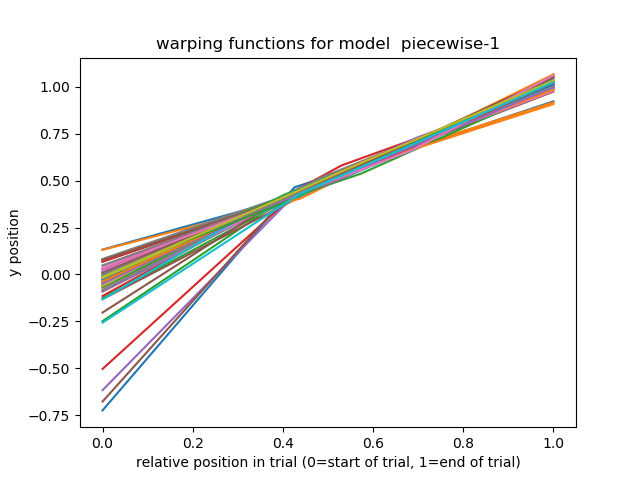 warping functions for model  piecewise-1
1.00
0.75
0.50
0.25
0.00
−0.25
−0.50
−0.75
y position
0.0 0.2 0.4 0.6 0.8 1.0
relative position in trial (0=start of trial, 1=end of trial)